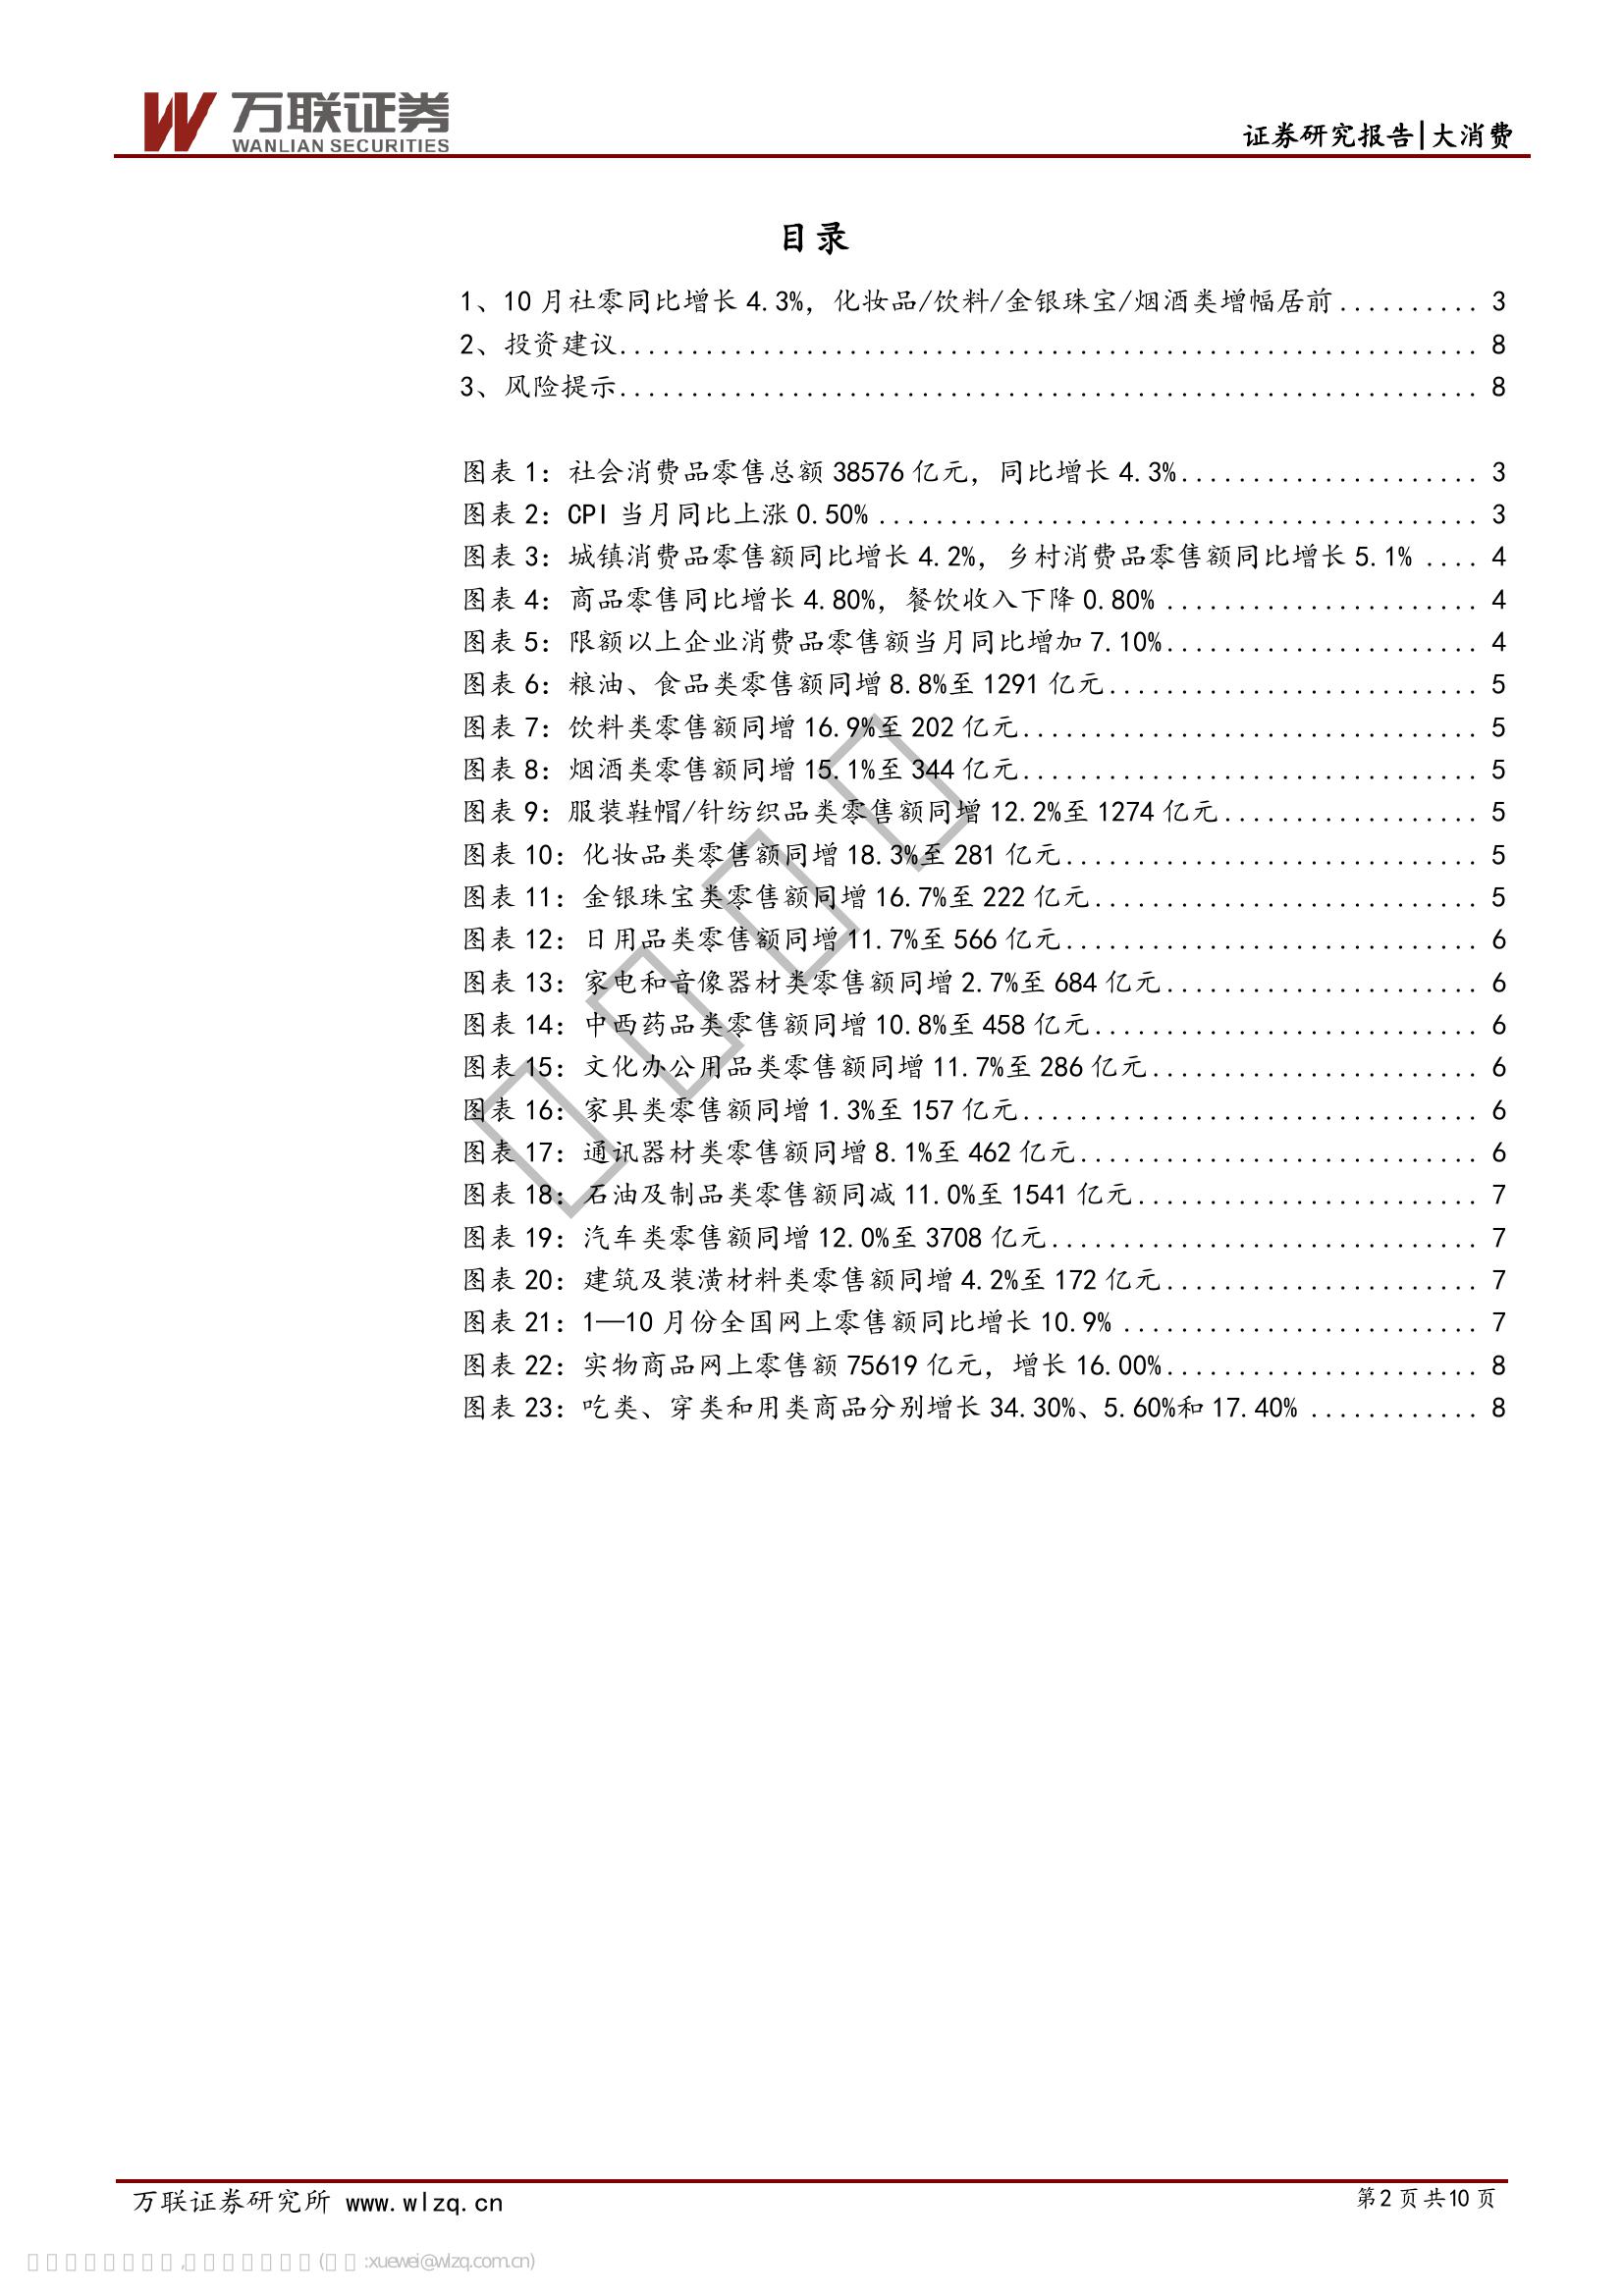 万联证券
WANLIAN SECURITIES
证券研究报告|大消费
目录
1、10 月社零同比增长 4.3%，化妆品/饮料/金银珠宝/烟酒类增幅居前.......... 3
2、投资建议............................................................ 8
3、风险提示............................................................ 8
图表 1：社会消费品零售总额 38576 亿元，同比增长 4.3%..................... 3
图表 2：CPI 当月同比上涨 0.50% .......................................... 3
图表 3：城镇消费品零售额同比增长 4.2%，乡村消费品零售额同比增长 5.1% .... 4
图表 4：商品零售同比增长 4.80%，餐饮收入下降 0.80% ...................... 4
图表 5：限额以上企业消费品零售额当月同比增加 7.10%...................... 4
图表 6：粮油、食品类零售额同增 8.8%至 1291 亿元.......................... 5
图表 7：饮料类零售额同增 16.9%至 202 亿元................................ 5
图表 8：烟酒类零售额同增 15.1%至 344 亿元................................ 5
图表 9：服装鞋帽/针纺织品类零售额同增 12.2%至 1274 亿元.................. 5
图表 10：化妆品类零售额同增 18.3%至 281 亿元............................. 5
图表 11：金银珠宝类零售额同增 16.7%至 222 亿元........................... 5
图表 12：日用品类零售额同增 11.7%至 566 亿元............................. 6
图表 13：家电和音像器材类零售额同增 2.7%至 684 亿元...................... 6
图表 14：中西药品类零售额同增 10.8%至 458 亿元........................... 6
图表 15：文化办公用品类零售额同增 11.7%至 286 亿元....................... 6
图表 16：家具类零售额同增 1.3%至 157 亿元................................ 6
图表 17：通讯器材类零售额同增 8.1%至 462 亿元............................ 6
图表 18：石油及制品类零售额同减 11.0%至 1541 亿元........................ 7
图表 19：汽车类零售额同增 12.0%至 3708 亿元.............................. 7
图表 20：建筑及装潢材料类零售额同增 4.2%至 172 亿元...................... 7
图表 21：1—10 月份全国网上零售额同比增长 10.9% ......................... 7
图表 22：实物商品网上零售额 75619 亿元，增长 16.00%...................... 8
图表 23：吃类、穿类和用类商品分别增长 34.30%、5.60%和 17.40% ............ 8
万联证券研究所 www.wlzq.cn
第 2 页 共 10 页
:xuewei@wlzq.com.cn)